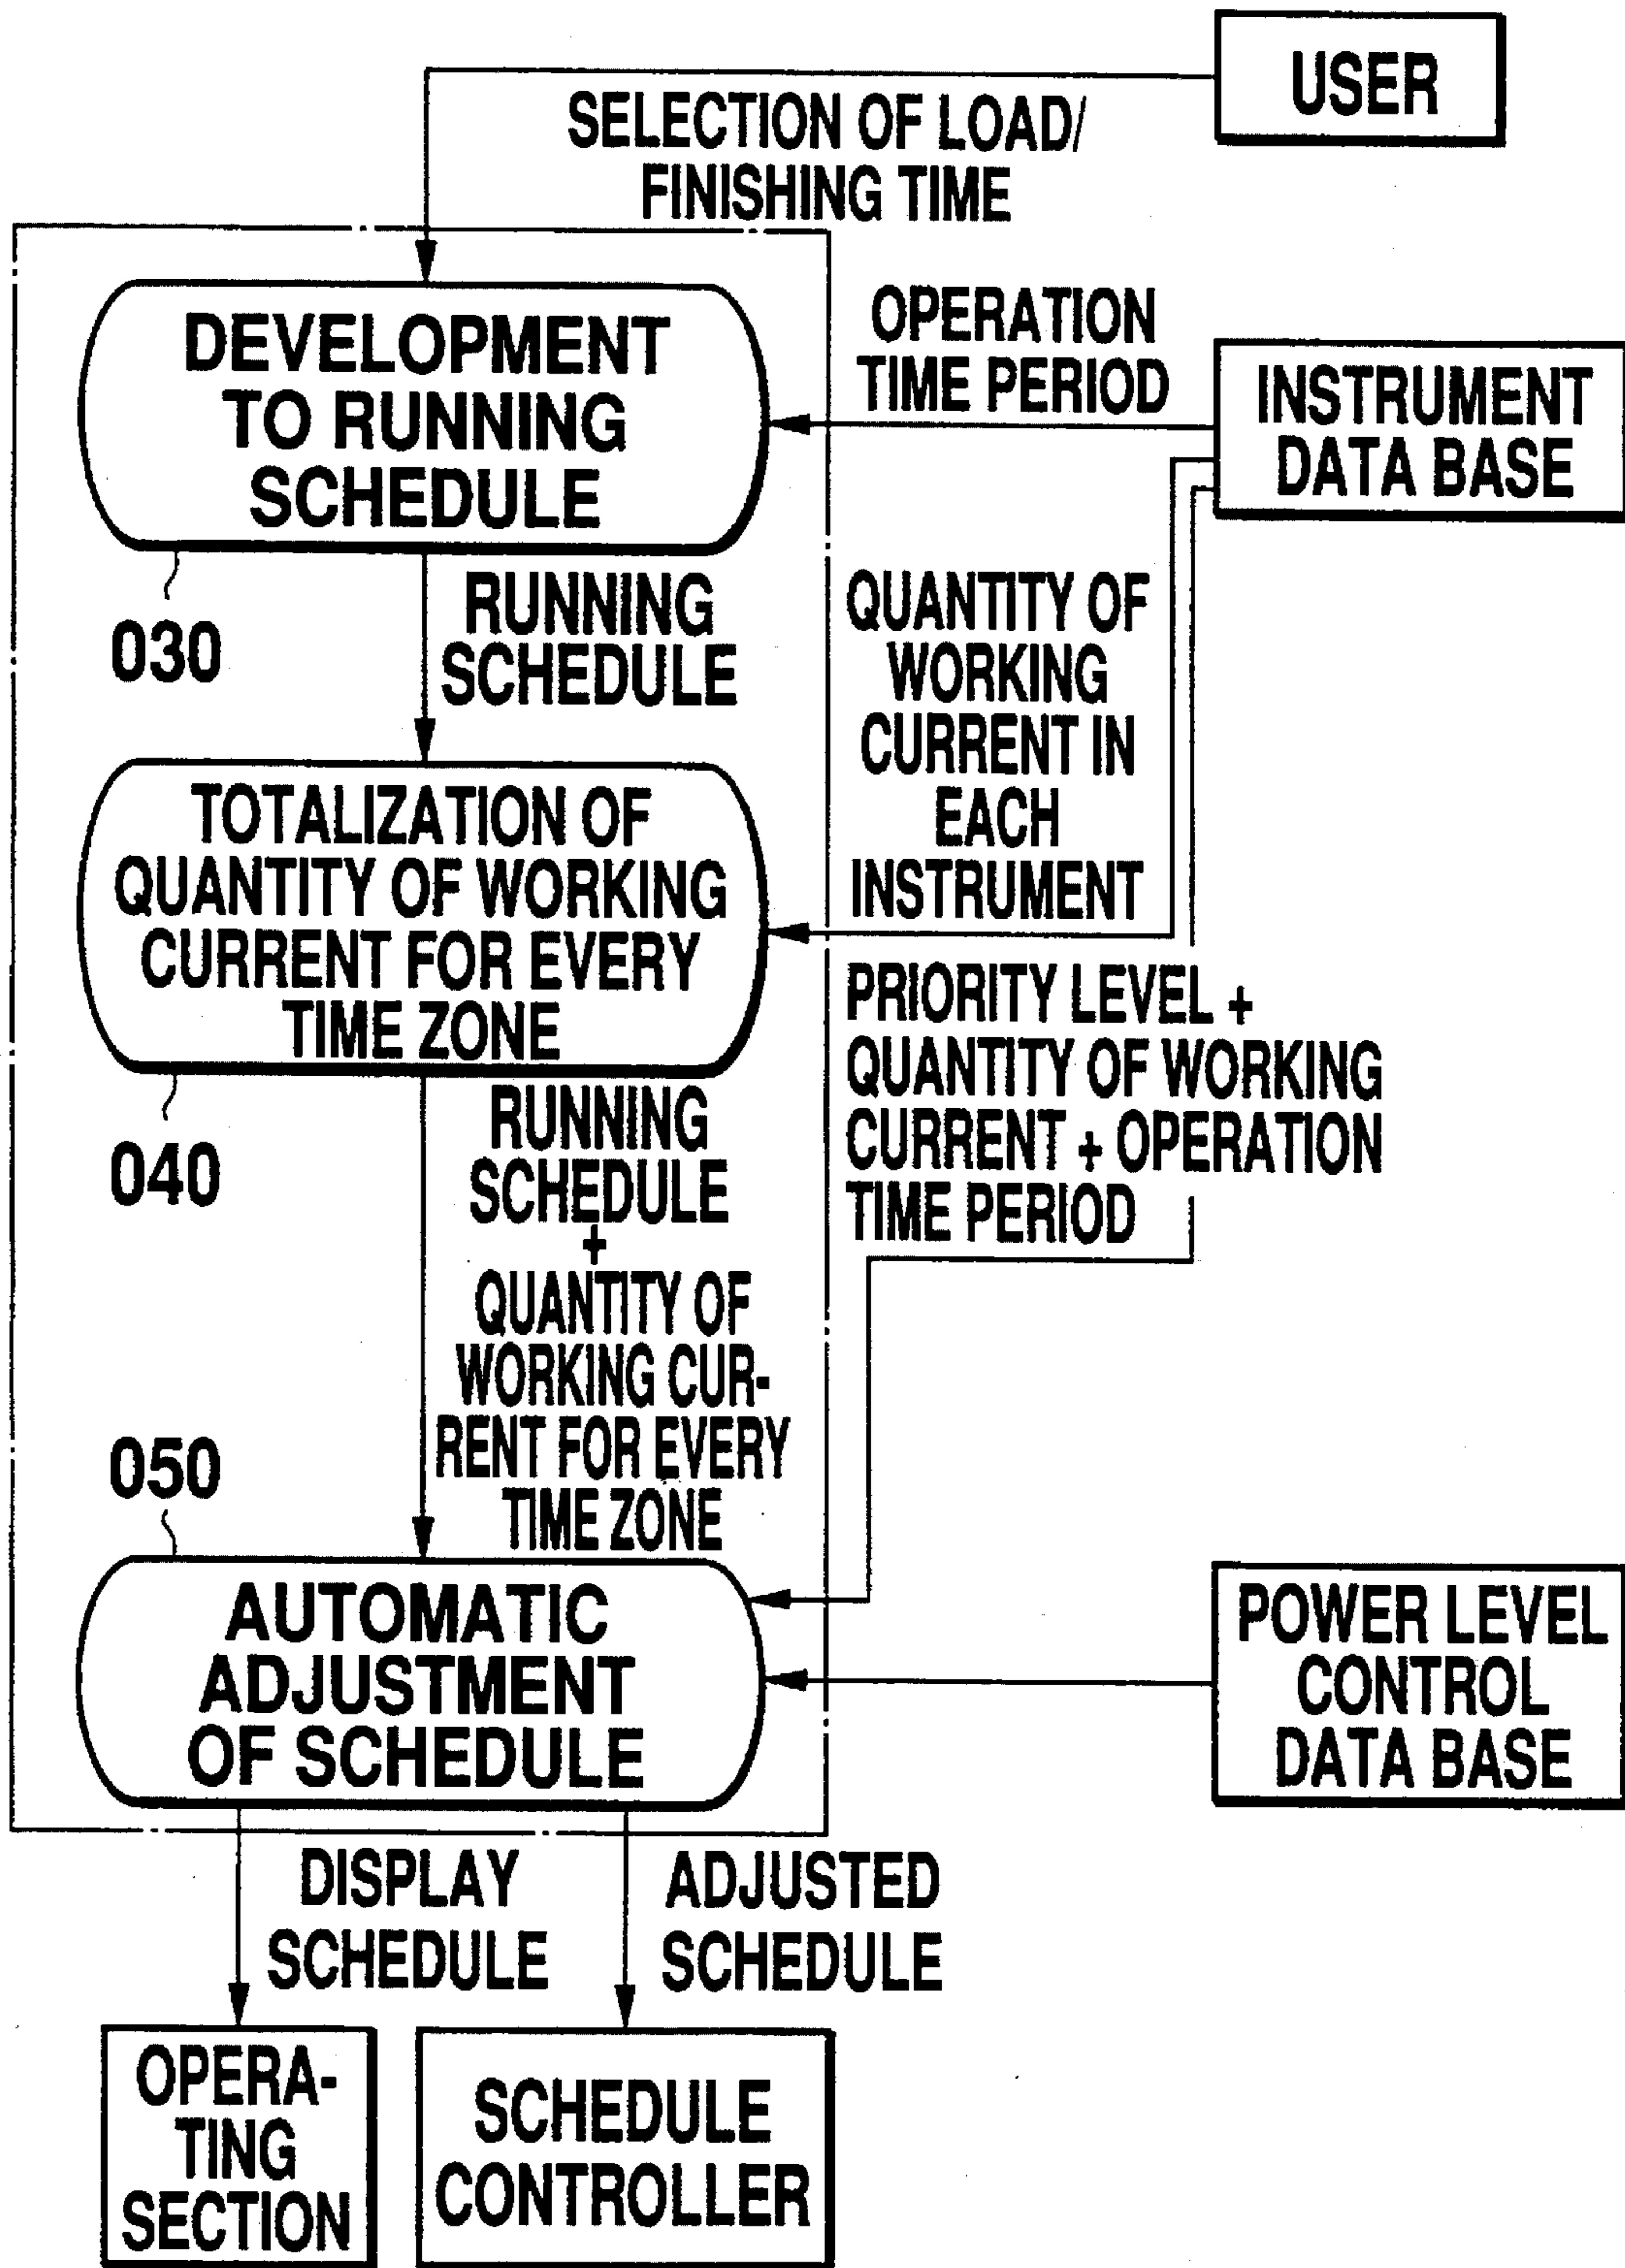 USER
SELECTION OF LOAD/
FINISHING TIME
DEVELOPMENT
TO RUNNING
SCHEDULE
030
OPERATION
TIME PERIOD
INSTRUMENT
DATA BASE
RUNNING
SCHEDULE
QUANTITY OF
WORKING
CURRENT IN
EACH
INSTRUMENT
TOTALIZATION OF
QUANTITY OF WORKING
CURRENT FOR EVERY
TIME ZONE
040
PRIORITY LEVEL +
QUANTITY OF WORKING
CURRENT + OPERATION
TIME PERIOD
RUNNING
SCHEDULE
+
QUANTITY OF
WORKING CUR-
RENT FOR EVERY
TIME ZONE
050
AUTOMATIC
ADJUSTMENT
OF SCHEDULE
POWER LEVEL
CONTROL
DATA BASE
DISPLAY
SCHEDULE
ADJUSTED
SCHEDULE
OPERA-
TING
SECTION
SCHEDULE
CONTROLLER